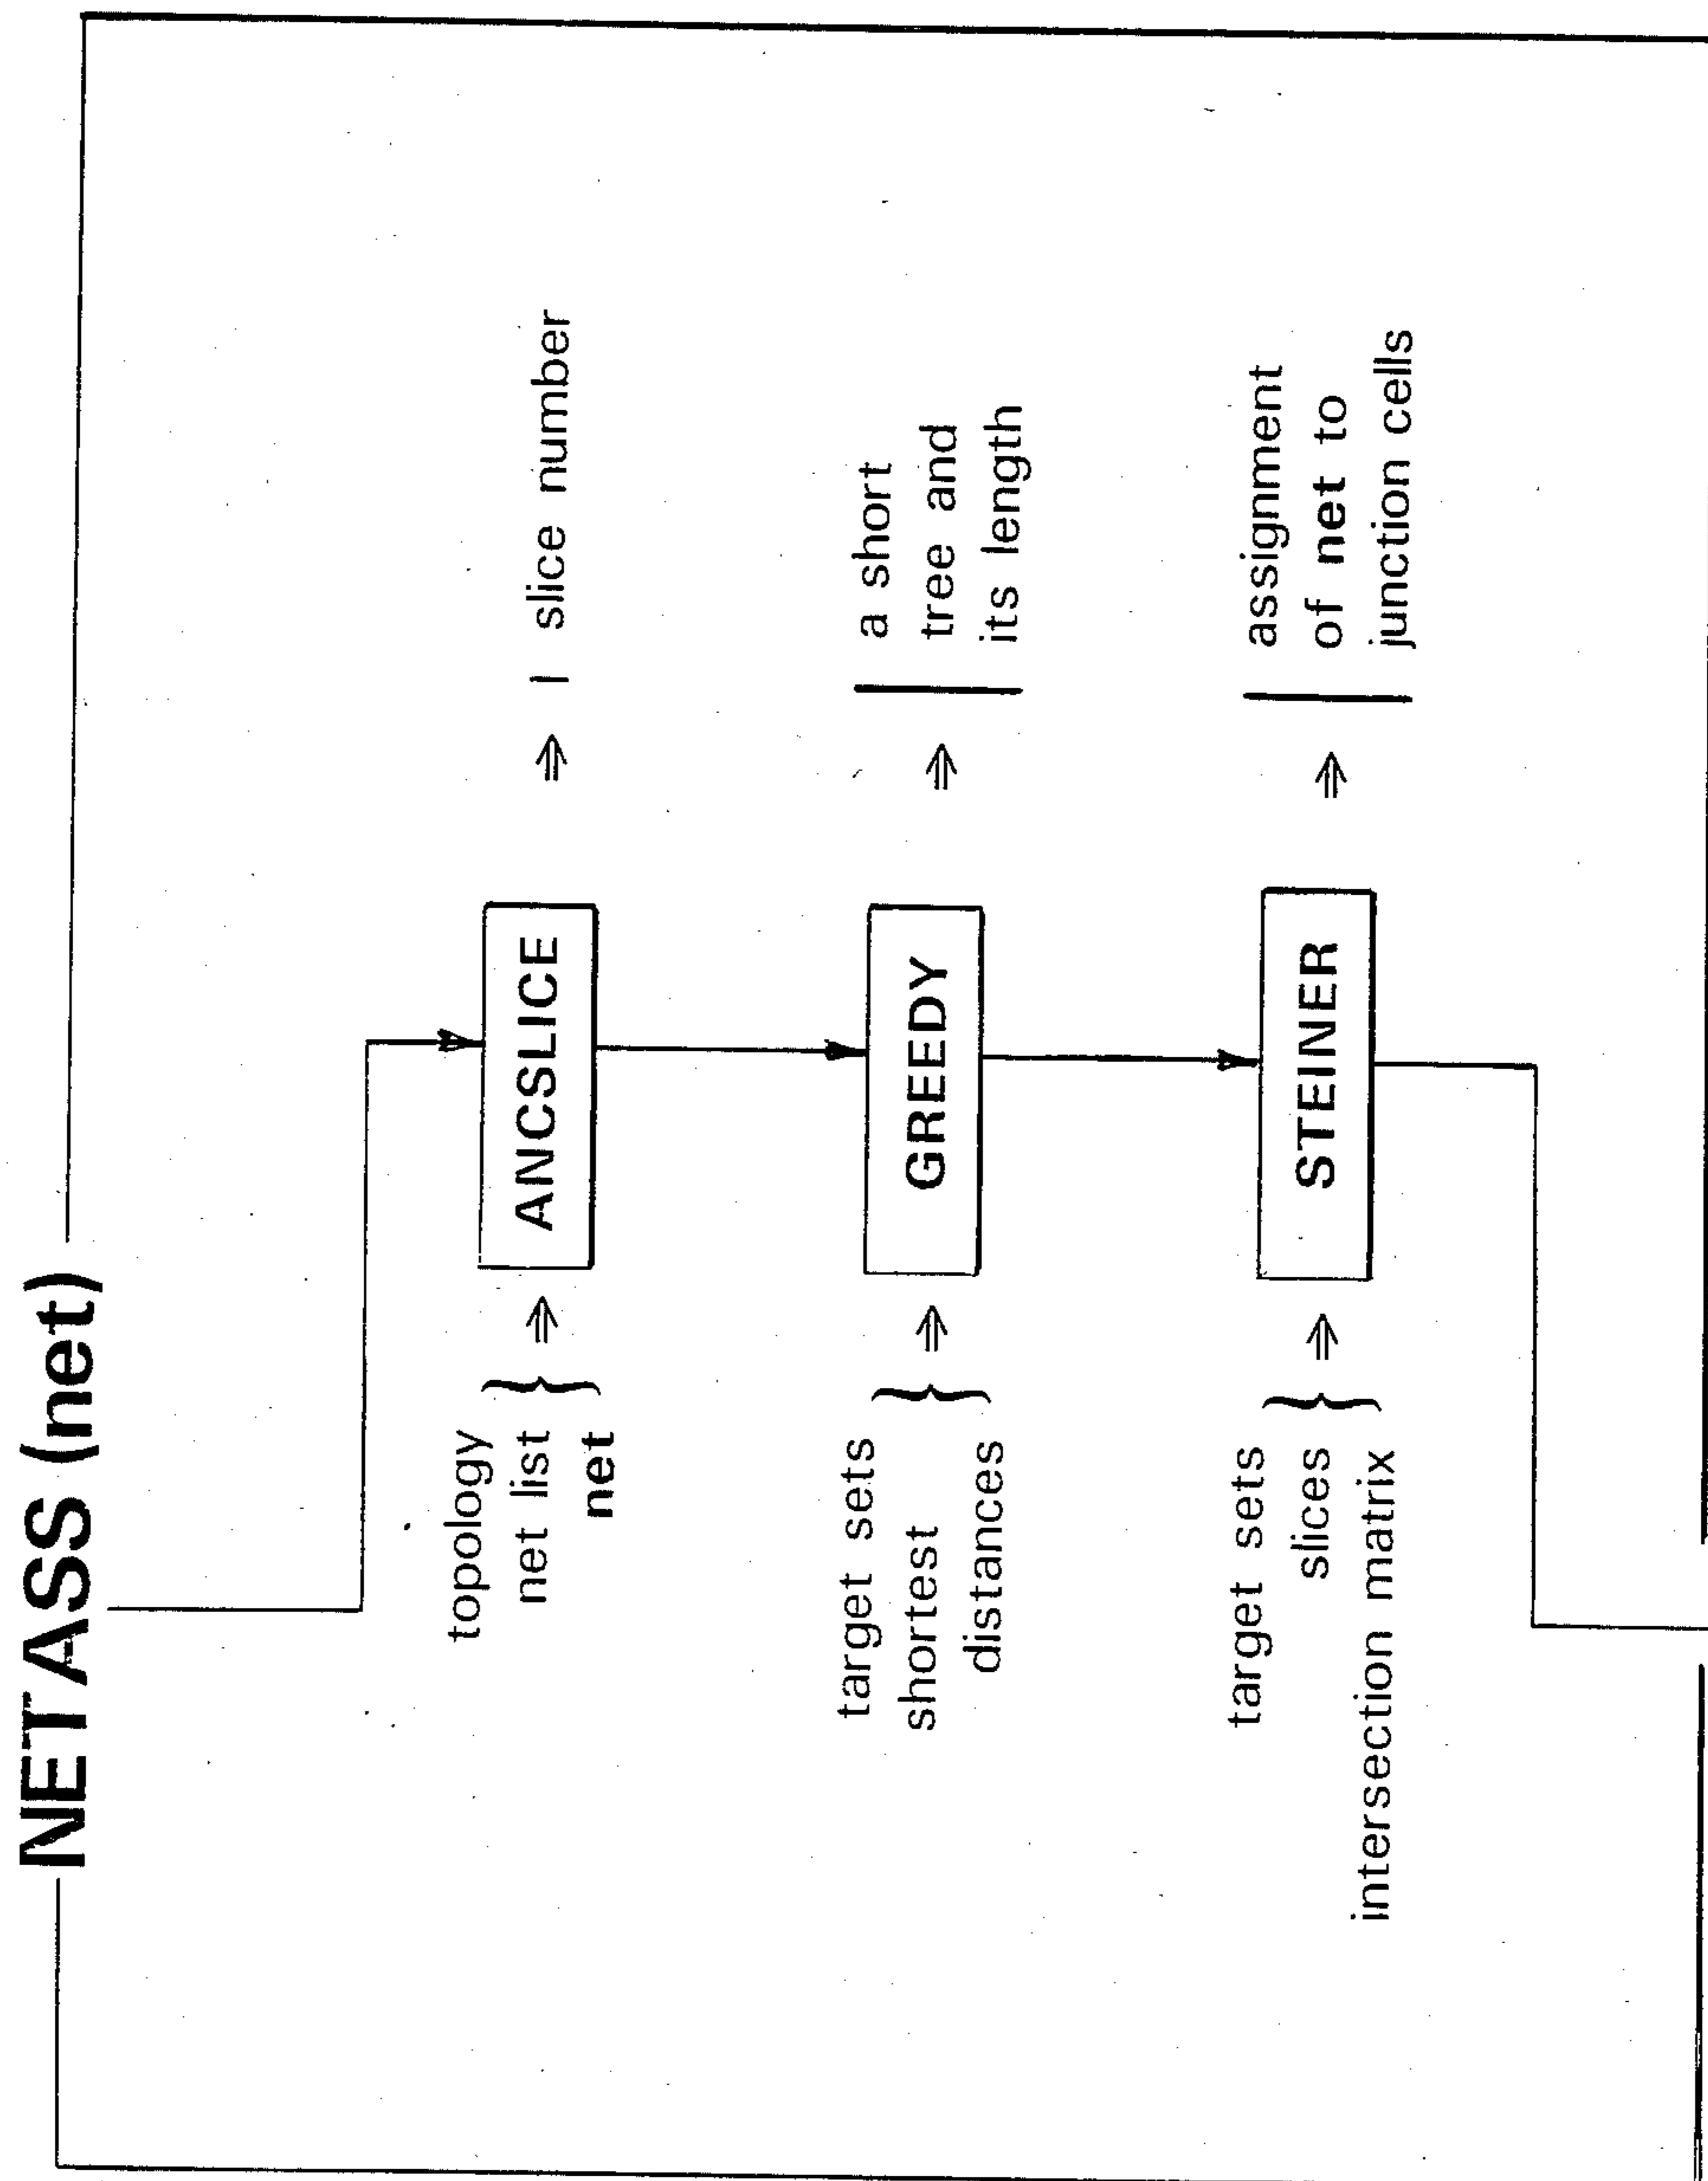 NETASS (net)
topology
net list
net
ANCSLICE
slice number
target sets
shortest
distances
GREEDY
a short
tree and
its length
target sets
slices
intersection matrix
STEINER
assignment
of net to
junction cells